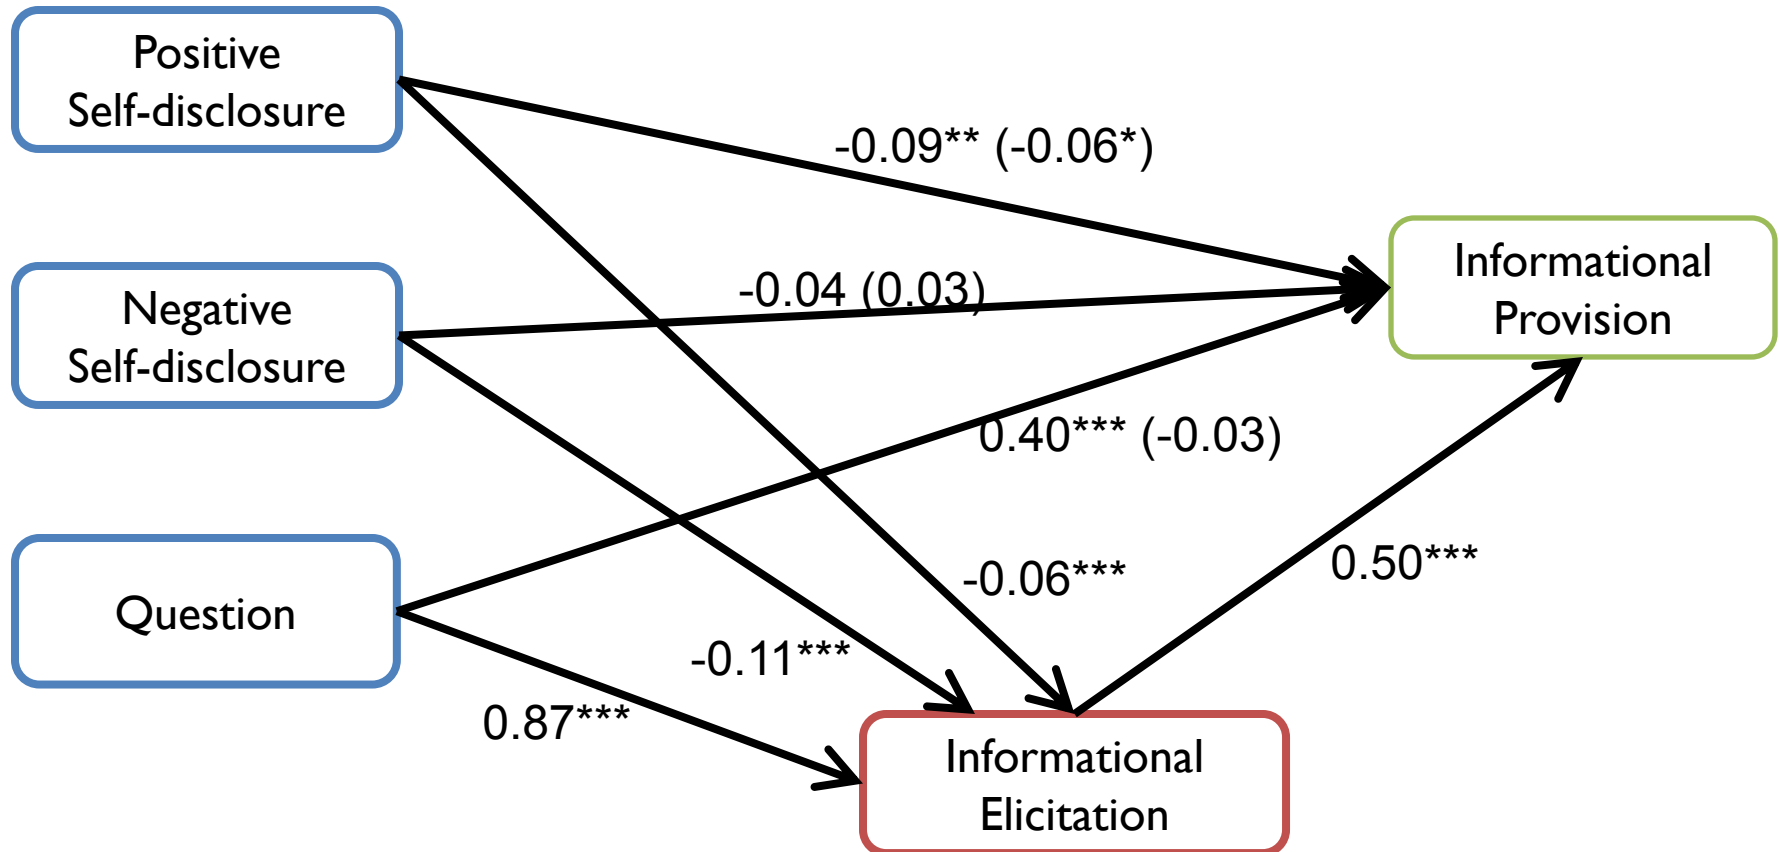 Positive
Self-disclosure
-0.09** (-0.06*)
Negative
Self-disclosure
-0.04 (0.03)
Informational
Provision
0.40*** (-0.03)
Question
-0.06***
0.50***
-0.11***
0.87***
Informational
Elicitation